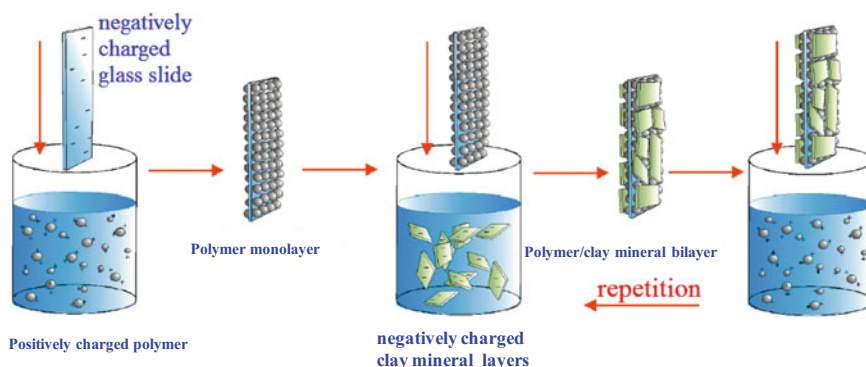 negatively
charged
glass slide
Polymer monolayer
Polymer/clay mineral bilayer
repetition
Positively charged polymer
negatively charged
clay mineral layers